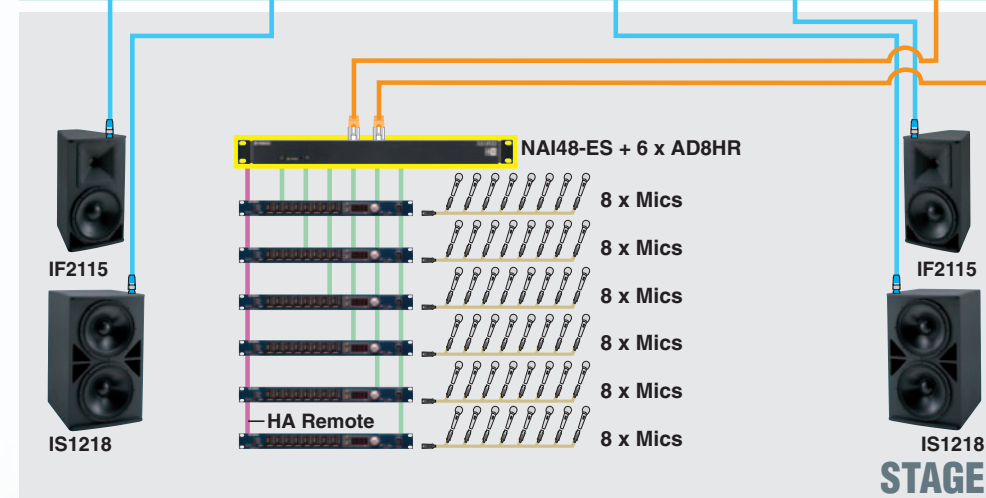 NAI48-ES + 6 x AD8HR
8 x Mics
8 x Mics
8 x Mics
8 x Mics
8 x Mics
8 x Mics
HA Remote
IF2115
IS1218
IF2115
IS1218
STAGE